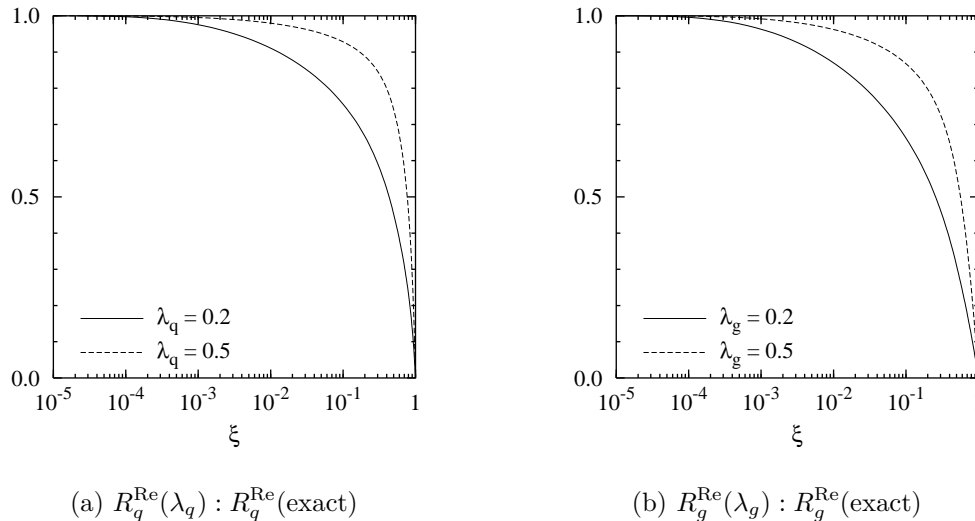 1.0
0.5
0.0
λq = 0.2
λq = 0.5
10^-5 10^-4 10^-3 10^-2 10^-1 1
ξ
(a) R_q^Re(λq) : R_q^Re(exact)
1.0
0.5
0.0
λg = 0.2
λg = 0.5
10^-5 10^-4 10^-3 10^-2 10^-1
ξ
(b) R_g^Re(λg) : R_g^Re(exact)